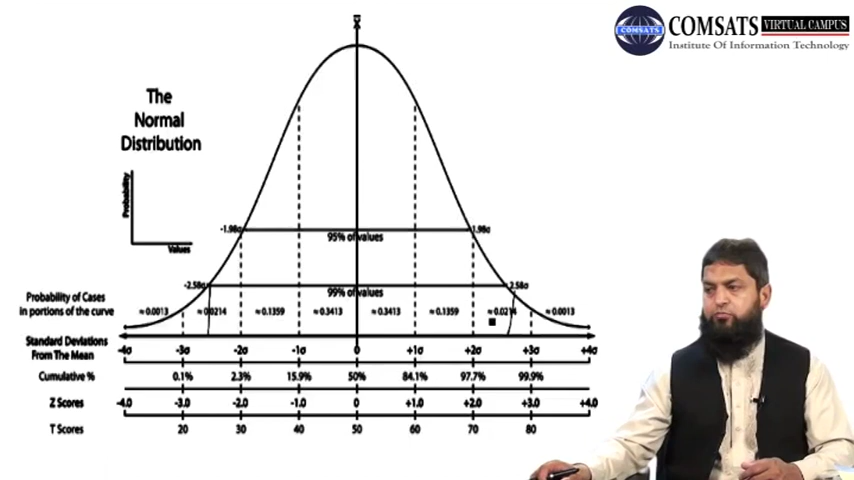 COMSATS
COMSATS VIRTUAL CAMPUS
Institute Of Information Technology
x̄
The
Normal
Distribution
Probability
Values
-1.98σ 1.98σ
95% of values
-2.58σ 2.58σ
99% of values
Probability of Cases
in portions of the curve
≈ 0.0013 ≈ 0.0214 ≈ 0.1359 ≈ 0.3413 ≈ 0.3413 ≈ 0.1359 ≈ 0.0214 ≈ 0.0013
Standard Deviations
From The Mean
-4σ -3σ -2σ -1σ 0 +1σ +2σ +3σ +4σ
Cumulative % 0.1% 2.3% 15.9% 50% 84.1% 97.7% 99.9%
Z Scores -4.0 -3.0 -2.0 -1.0 0 +1.0 +2.0 +3.0 +4.0
T Scores 20 30 40 50 60 70 80